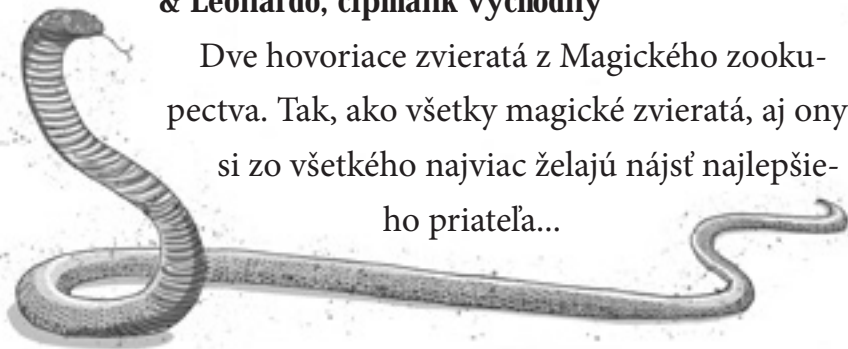 & Leonardo, čipmank východný
Dve hovoriace zvieratá z Magického zooku-
pectva. Tak, ako všetky magické zvieratá, aj ony
si zo všetkého najviac želajú nájsť najlepšie-
ho priateľa...